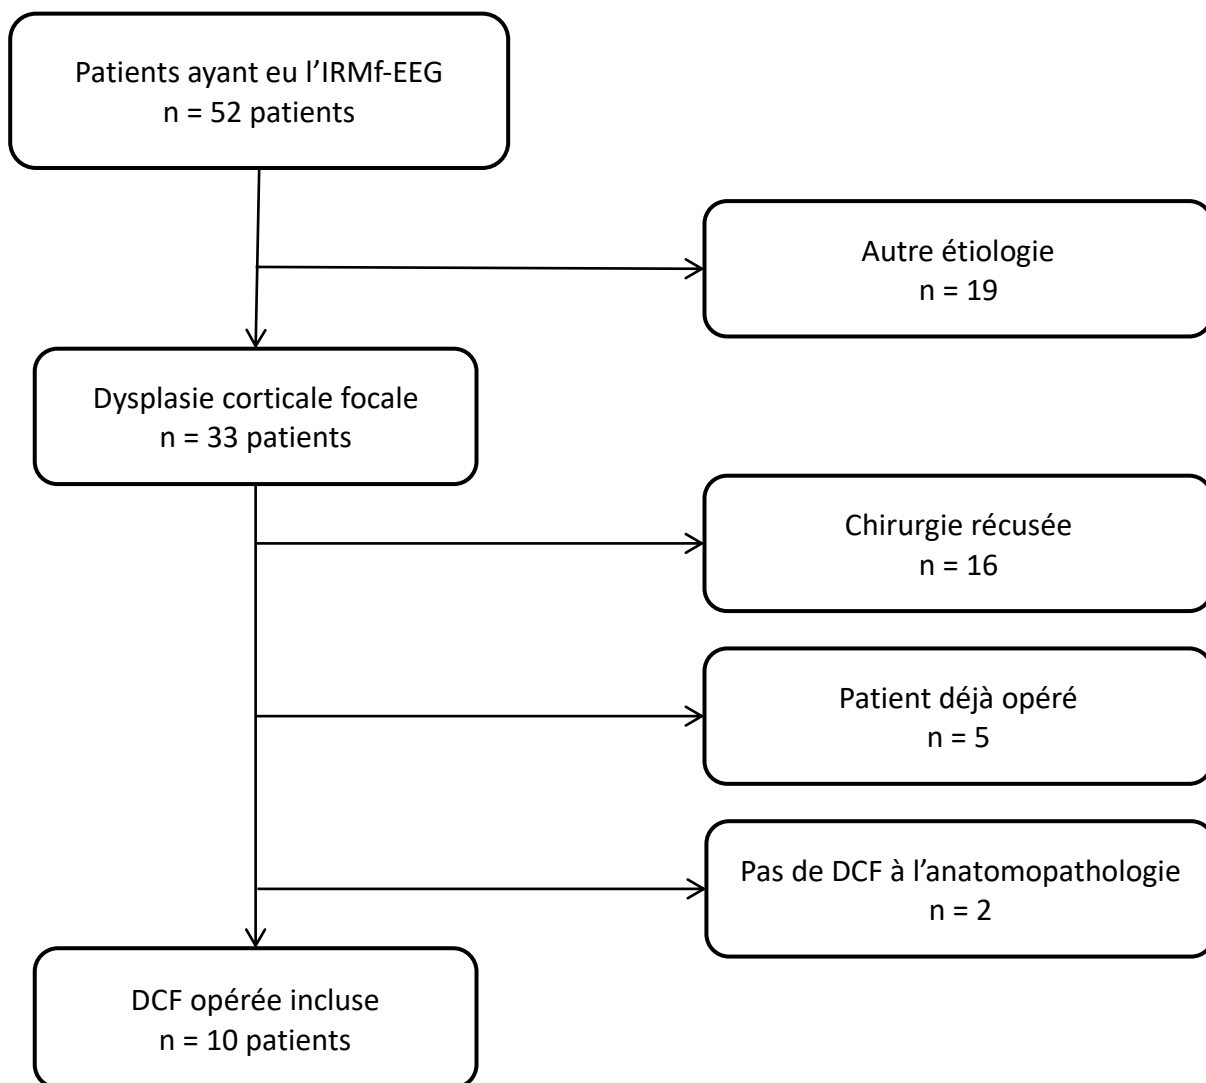 Patients ayant eu l’IRMf-EEG
n = 52 patients
Autre étiologie
n = 19
Dysplasie corticale focale
n = 33 patients
Chirurgie récusée
n = 16
Patient déjà opéré
n = 5
Pas de DCF à l’anatomopathologie
n = 2
DCF opérée incluse
n = 10 patients